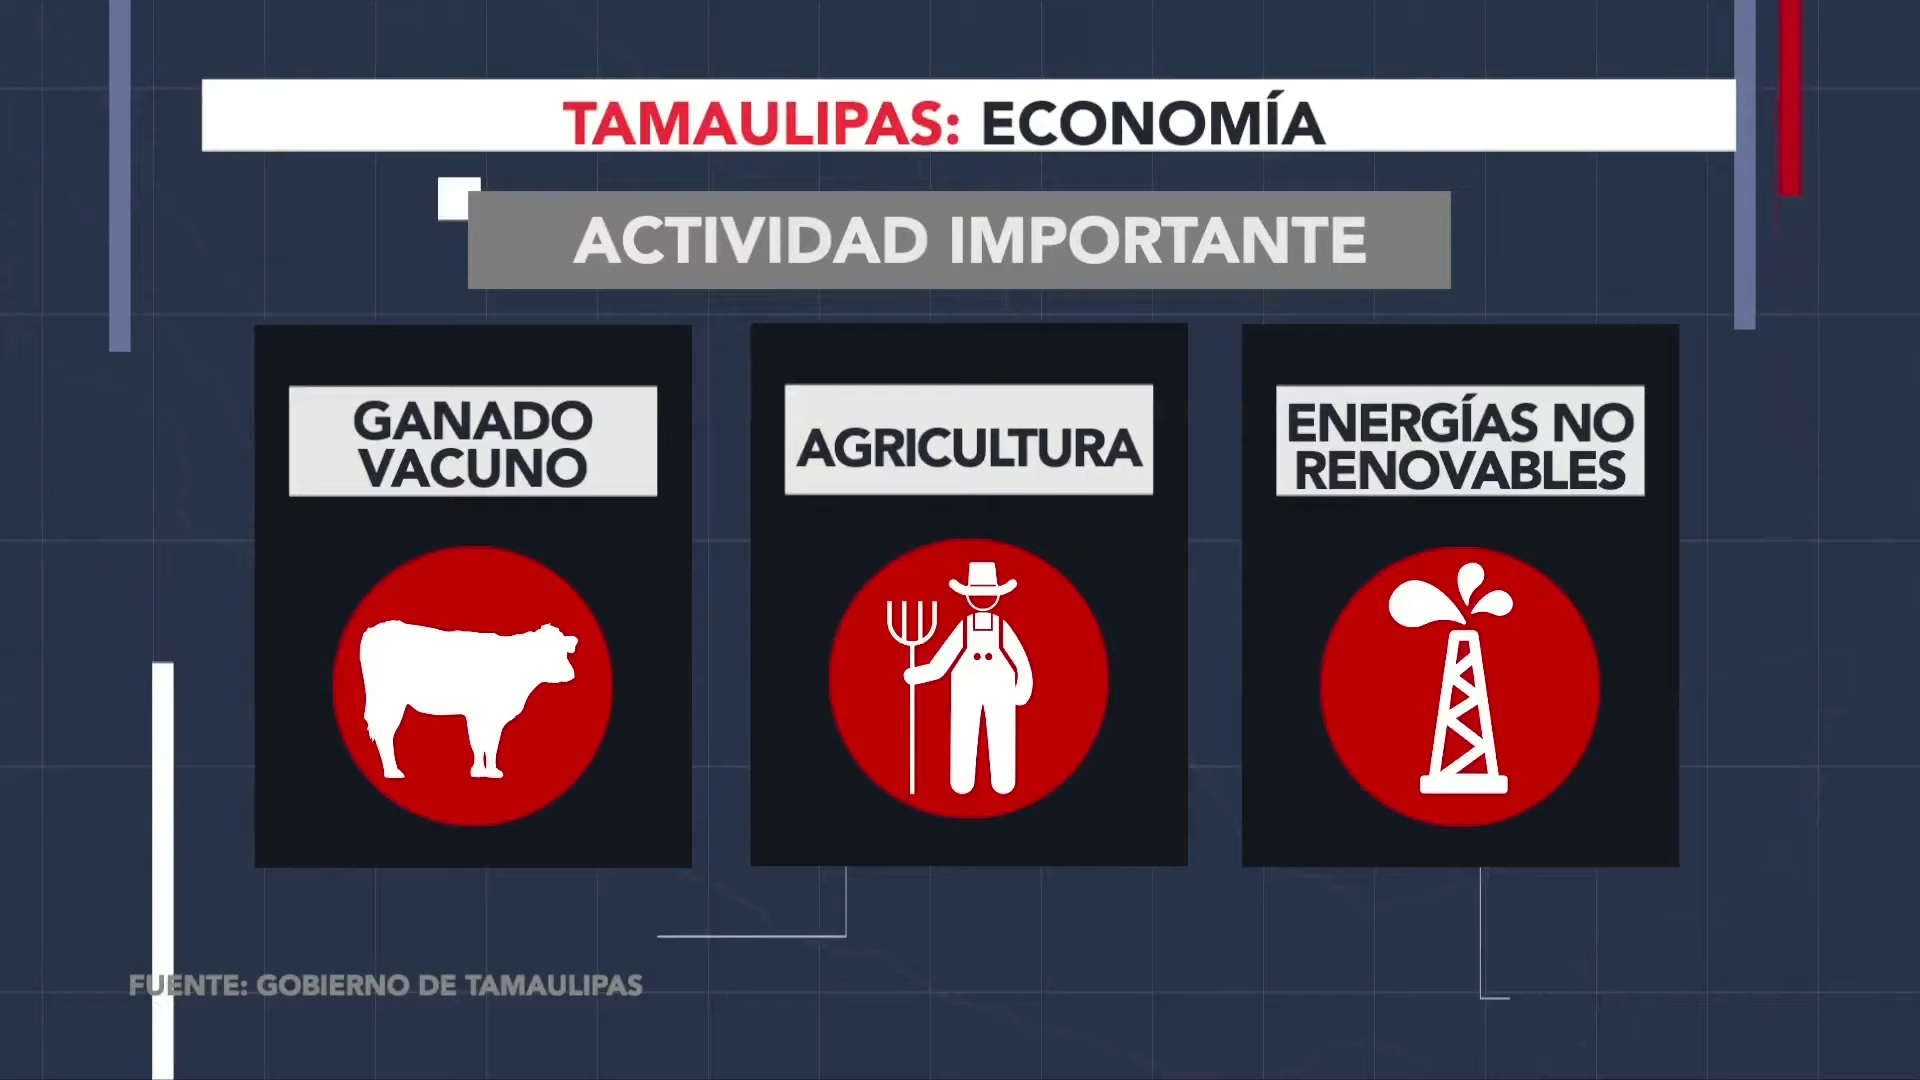 TAMAULIPAS: ECONOMÍA
ACTIVIDAD IMPORTANTE
GANADO
VACUNO
AGRICULTURA
ENERGÍAS NO
RENOVABLES
FUENTE: GOBIERNO DE TAMAULIPAS